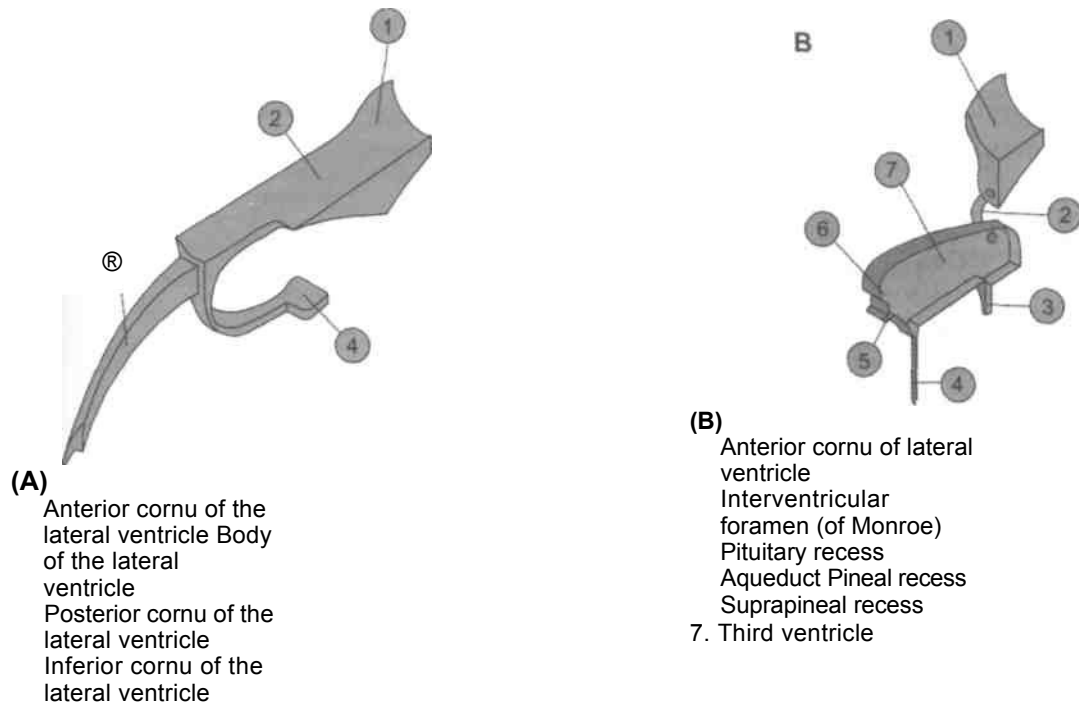 1
2
®
4
(A)
Anterior cornu of the
lateral ventricle Body
of the lateral
ventricle
Posterior cornu of the
lateral ventricle
Inferior cornu of the
lateral ventricle
B
1
7
2
6
3
5
4
(B)
Anterior cornu of lateral
ventricle
Interventricular
foramen (of Monroe)
Pituitary recess
Aqueduct Pineal recess
Suprapineal recess
7. Third ventricle